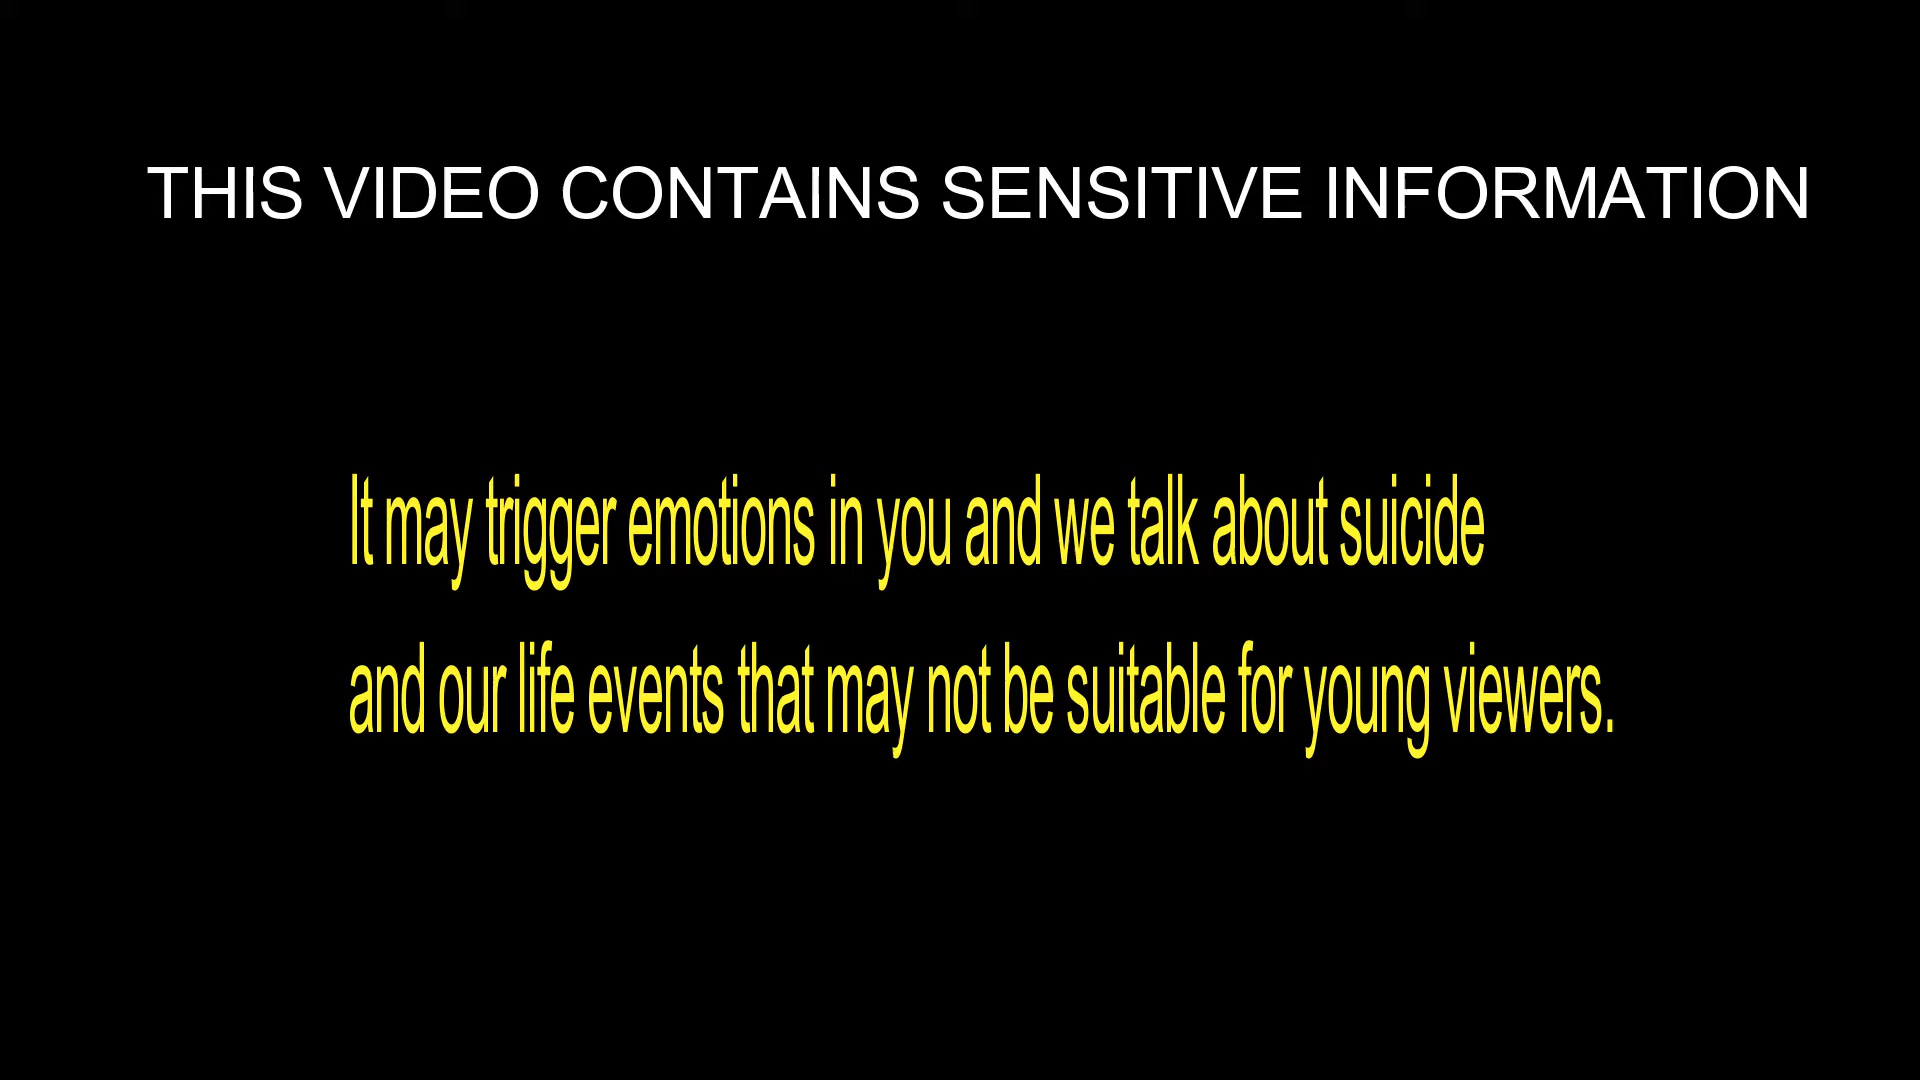 THIS VIDEO CONTAINS SENSITIVE INFORMATION
It may trigger emotions in you and we talk about suicide
and our life events that may not be suitable for young viewers.